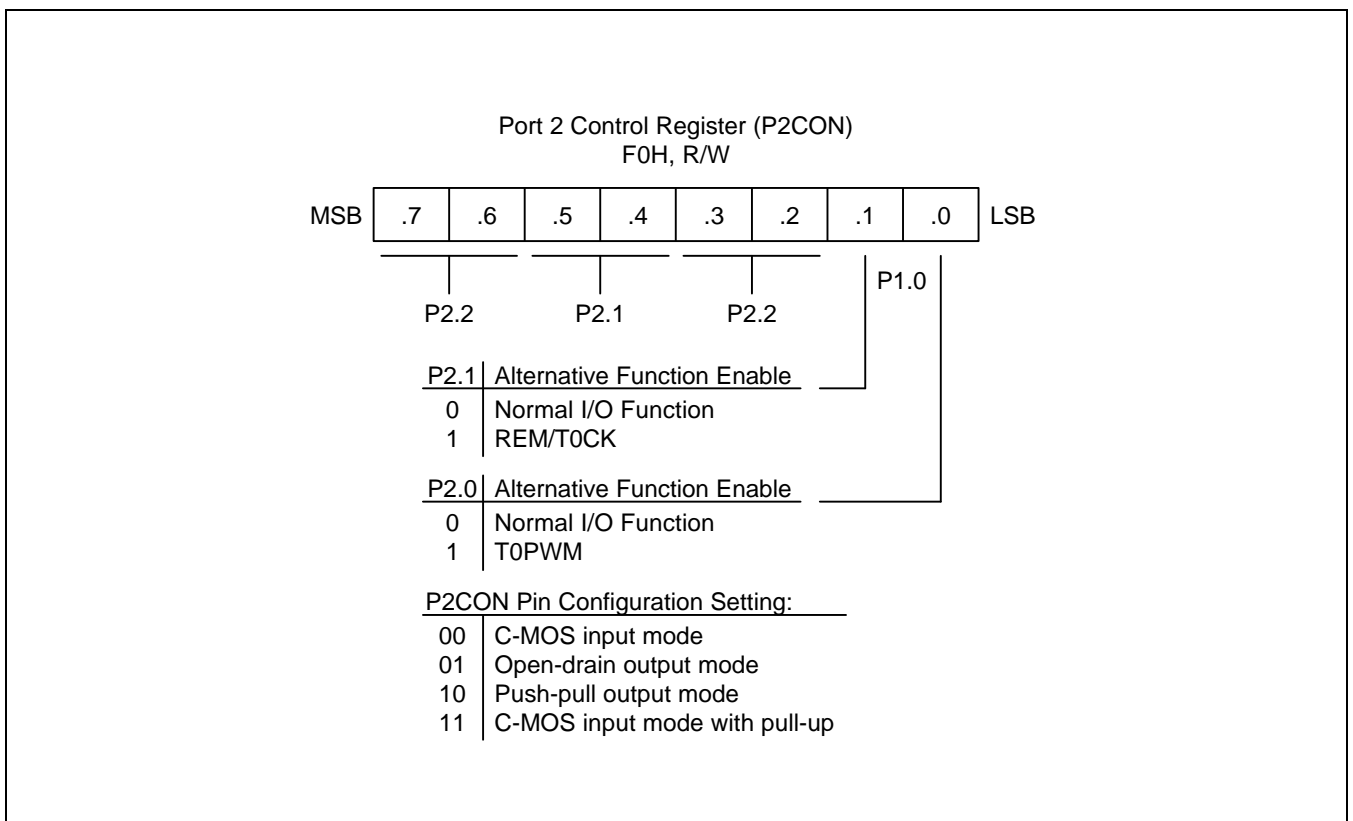 Port 2 Control Register (P2CON)
F0H, R/W
MSB .7 .6 .5 .4 .3 .2 .1 .0 LSB
P1.0
P2.2 P2.1 P2.2
P2.1 Alternative Function Enable
0 Normal I/O Function
1 REM/T0CK
P2.0 Alternative Function Enable
0 Normal I/O Function
1 T0PWM
P2CON Pin Configuration Setting:
00 C-MOS input mode
01 Open-drain output mode
10 Push-pull output mode
11 C-MOS input mode with pull-up